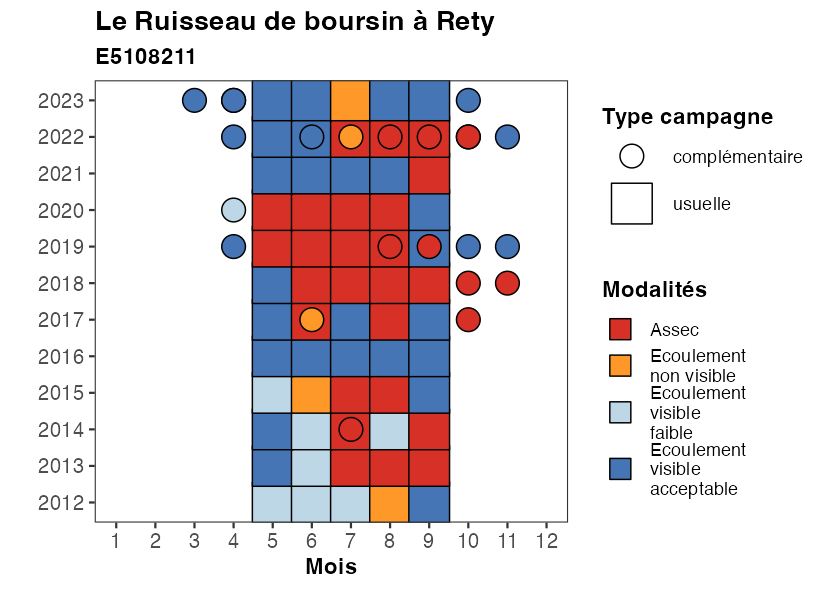 Le Ruisseau de boursin à Rety
E5108211
2023
2022
2021
2020
2019
2018
2017
2016
2015
2014
2013
2012
1 2 3 4 5 6 7 8 9 10 11 12
Mois
Type campagne
complémentaire
usuelle
Modalités
Assec
Ecoulement
non visible
Ecoulement
visible
faible
Ecoulement
visible
acceptable